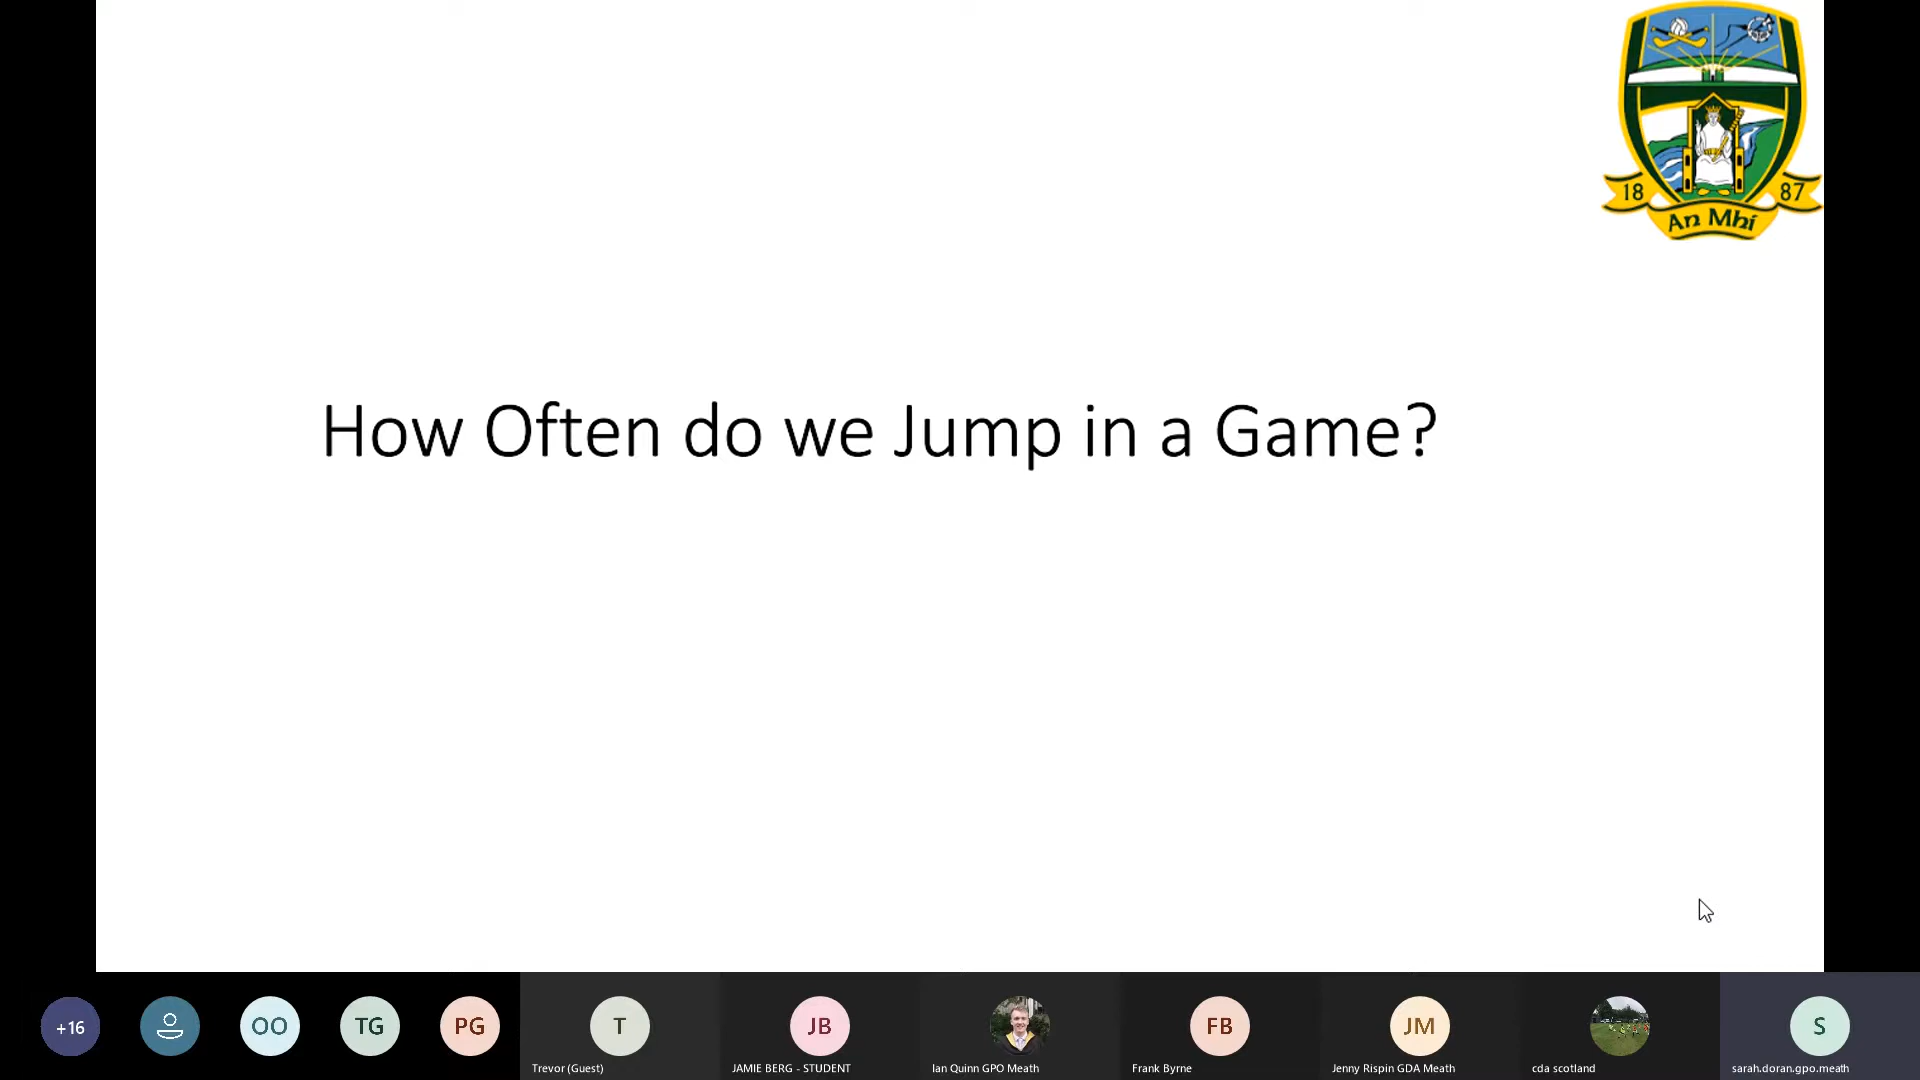 18
87
An Mhí
How Often do we Jump in a Game?
+16
OO
TG
PG
T
JB
FB
JM
S
Trevor (Guest)
JAMIE BERG - STUDENT
Ian Quinn GPO Meath
Frank Byrne
Jenny Rispin GDA Meath
cda scotland
sarah.doran.gpo.meath